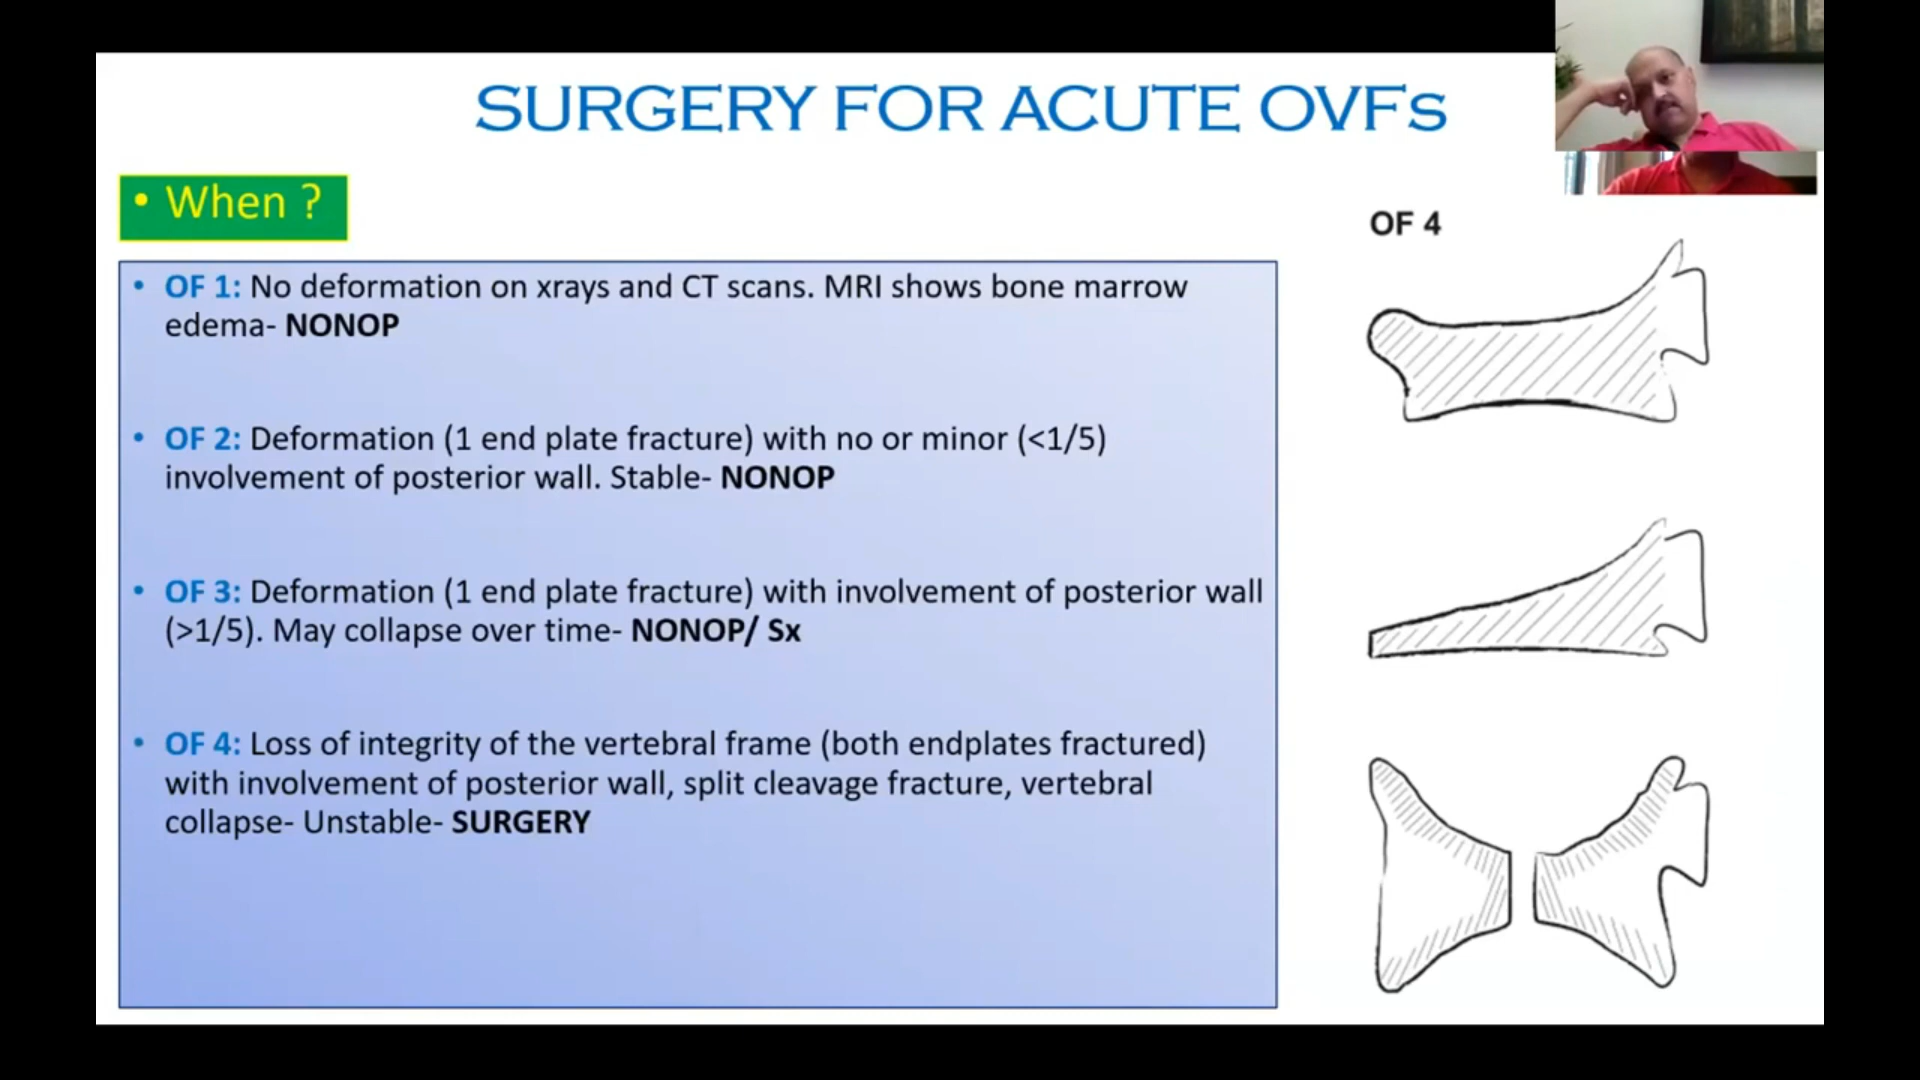 SURGERY FOR ACUTE OVFs
• When ?
OF 4
• OF 1: No deformation on xrays and CT scans. MRI shows bone marrow
edema- NONOP
• OF 2: Deformation (1 end plate fracture) with no or minor (<1/5)
involvement of posterior wall. Stable- NONOP
• OF 3: Deformation (1 end plate fracture) with involvement of posterior wall
(>1/5). May collapse over time- NONOP/ Sx
• OF 4: Loss of integrity of the vertebral frame (both endplates fractured)
with involvement of posterior wall, split cleavage fracture, vertebral
collapse- Unstable- SURGERY